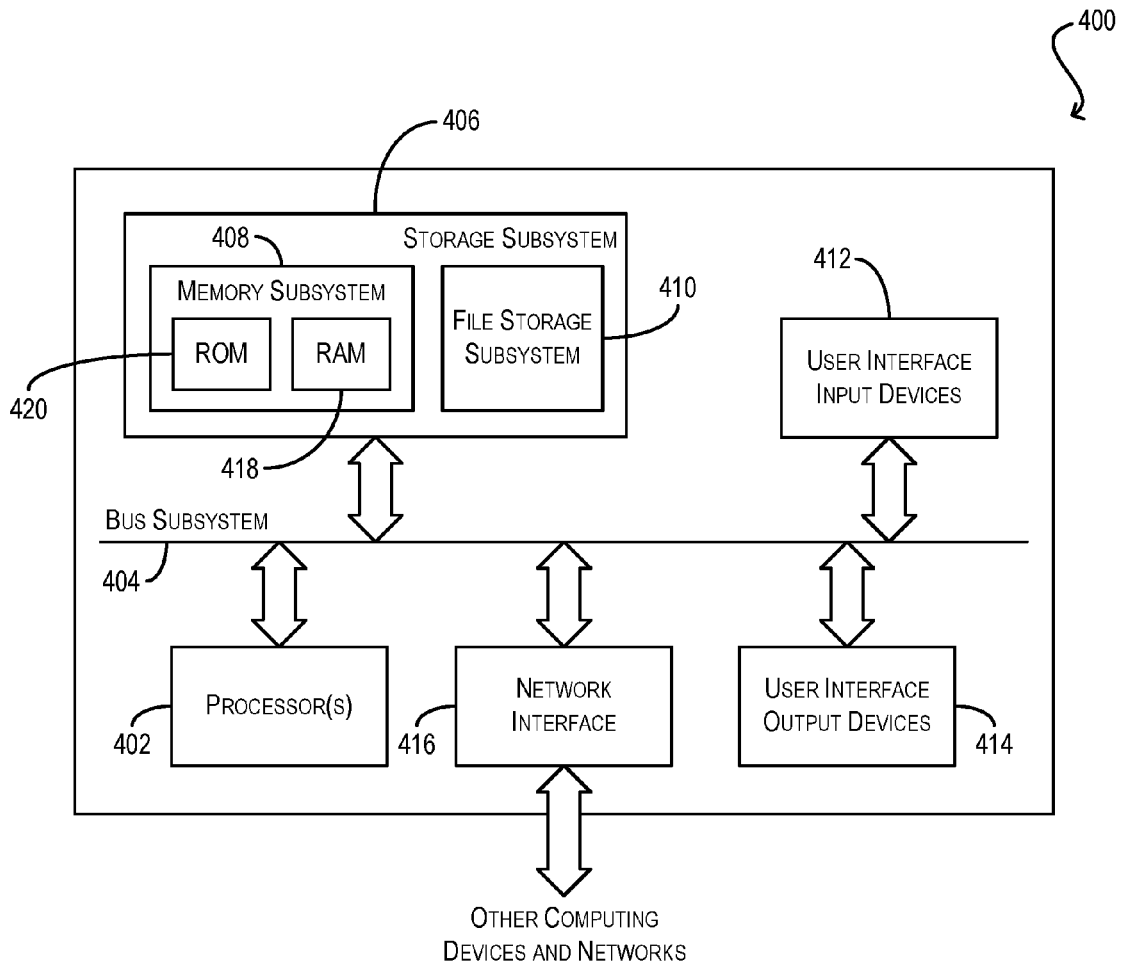 400
406
STORAGE SUBSYSTEM
408
MEMORY SUBSYSTEM
ROM
RAM
420
418
FILE STORAGE
SUBSYSTEM
410
412
USER INTERFACE
INPUT DEVICES
BUS SUBSYSTEM
404
PROCESSOR(S)
402
NETWORK
INTERFACE
416
USER INTERFACE
OUTPUT DEVICES
414
OTHER COMPUTING
DEVICES AND NETWORKS